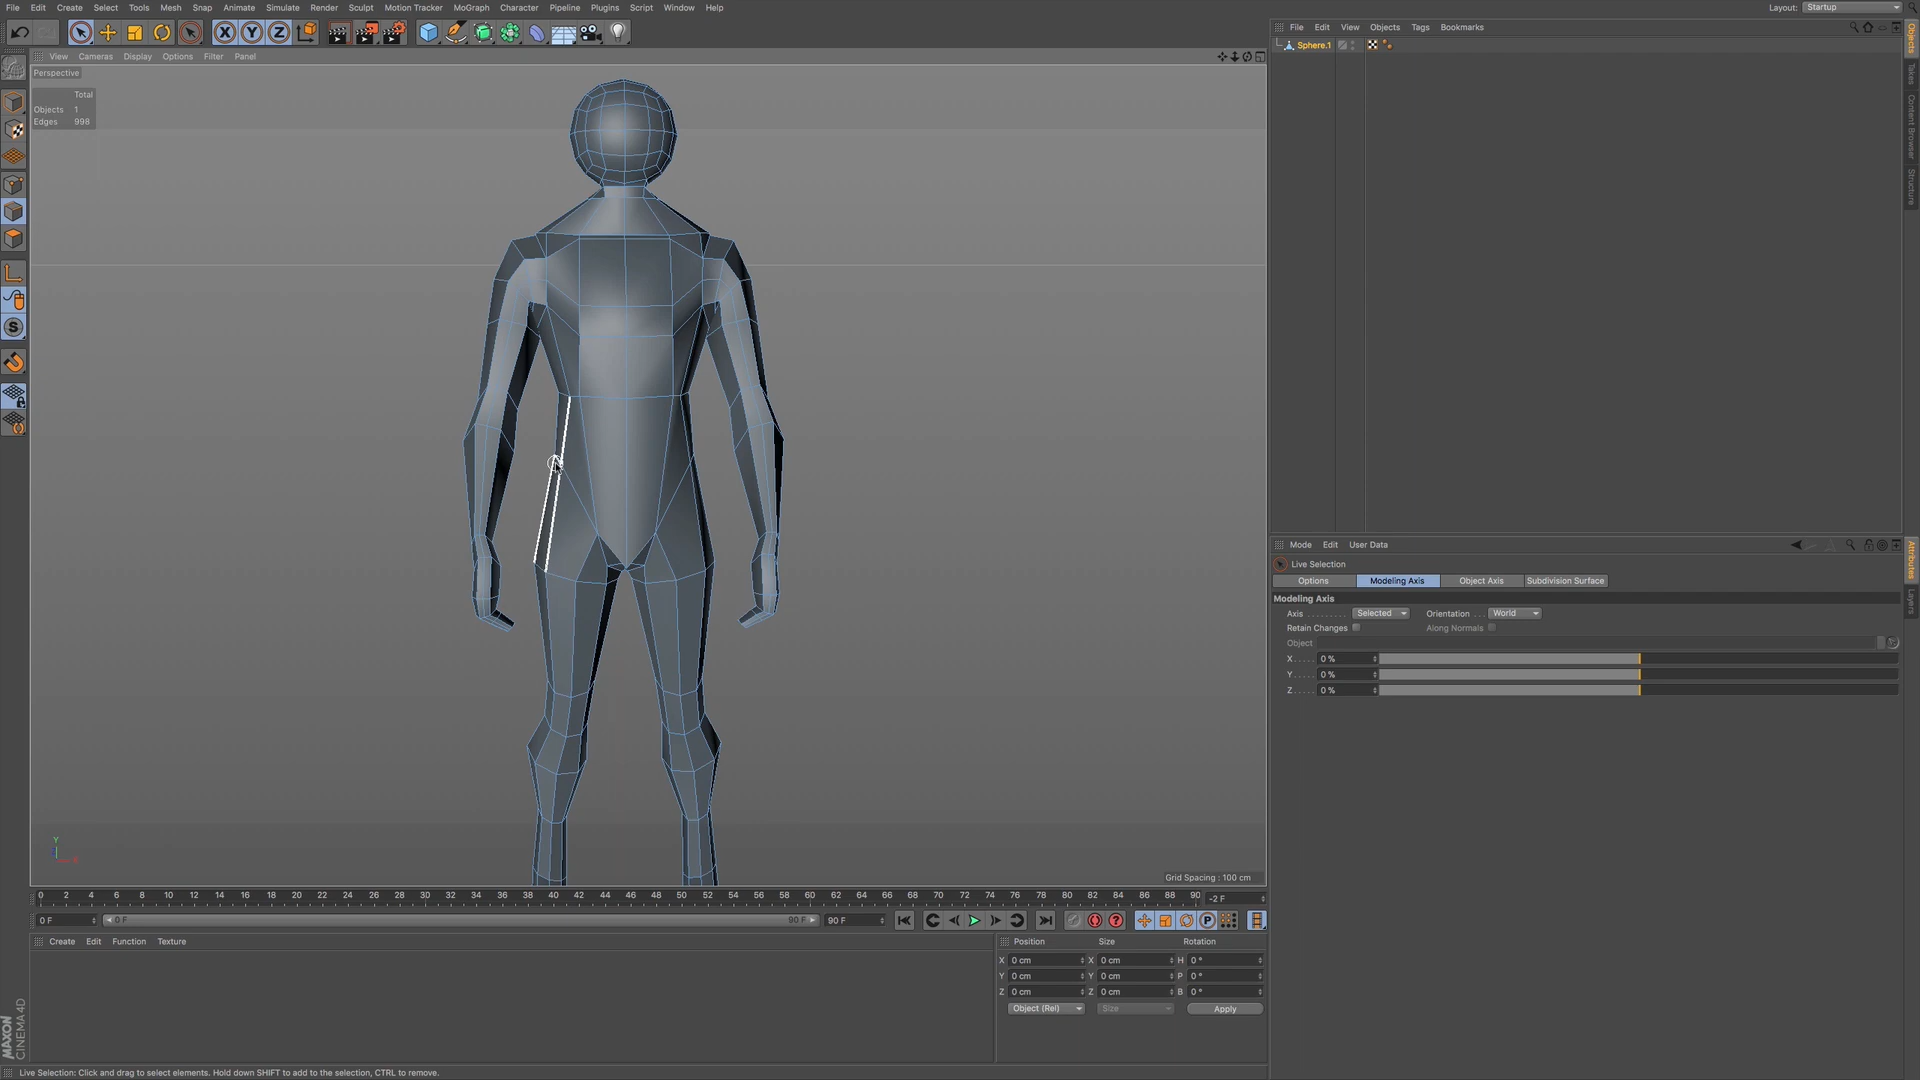 File Edit Create Select Tools Mesh Snap Animate Simulate Render Sculpt Motion Tracker MoGraph Character Pipeline Plugins Script Window Help
Layout: Startup
File Edit View Objects Tags Bookmarks
Sphere.1
View Cameras Display Options Filter Panel
Perspective
Total
Objects 1
Edges 998
Objects
Takes
Content Browser
Structure
Mode Edit User Data
Live Selection
Options Modeling Axis Object Axis Subdivision Surface
Modeling Axis
Axis Selected Orientation World
Retain Changes Along Normals
Object
X 0 %
Y 0 %
Z 0 %
Attributes
Layers
Y
Grid Spacing : 100 cm
0 2 4 6 8 10 12 14 16 18 20 22 24 26 28 30 32 34 36 38 40 42 44 46 48 50 52 54 56 58 60 62 64 66 68 70 72 74 76 78 80 82 84 86 88 90 -2 F
0 F 0 F 90 F 90 F
Create Edit Function Texture
Position Size Rotation
X 0 cm X 0 cm H 0 °
Y 0 cm Y 0 cm P 0 °
Z 0 cm Z 0 cm B 0 °
Object (Rel) Size Apply
MAXON
CINEMA 4D
Live Selection: Click and drag to select elements. Hold down SHIFT to add to the selection, CTRL to remove.